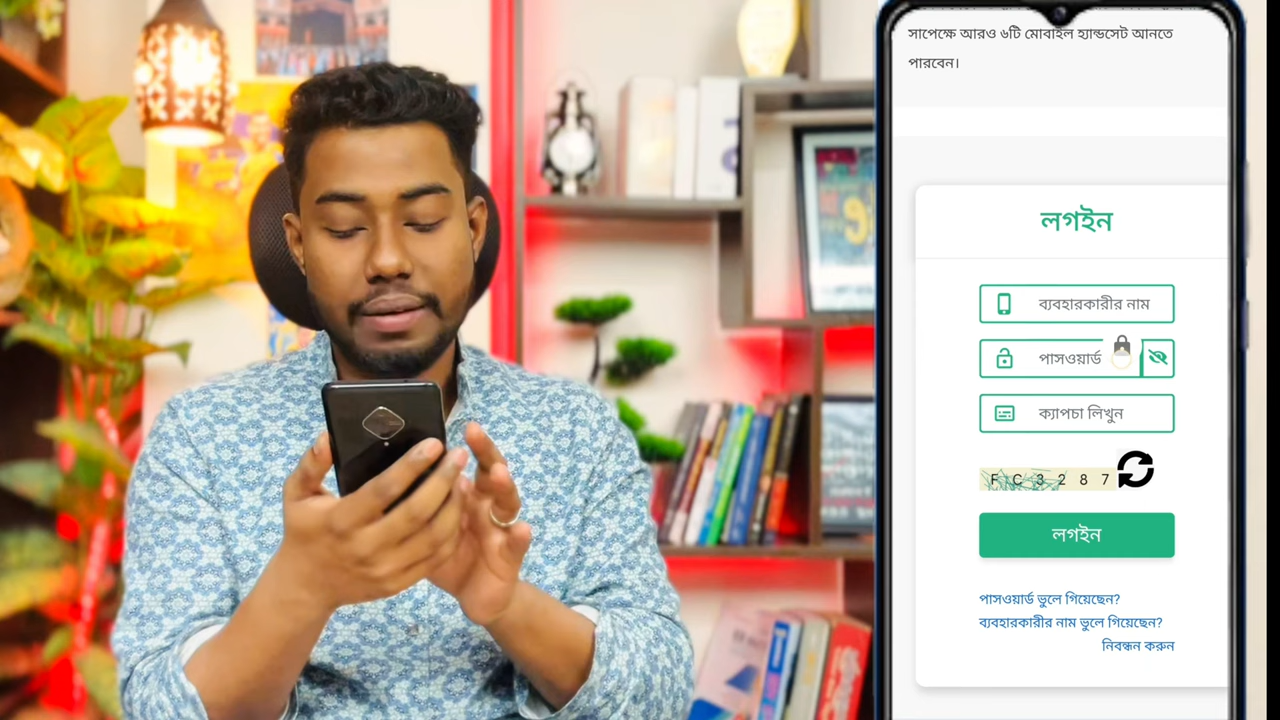 সাপেক্ষে আরও ৬টি মোবাইল হ্যান্ডসেট আনতে
পারবেন।
লগইন
ব্যবহারকারীর নাম
পাসওয়ার্ড
ক্যাপচা লিখুন
F C 3 2 8 7
লগইন
পাসওয়ার্ড ভুলে গিয়েছেন?
ব্যবহারকারীর নাম ভুলে গিয়েছেন?
নিবন্ধন করুন